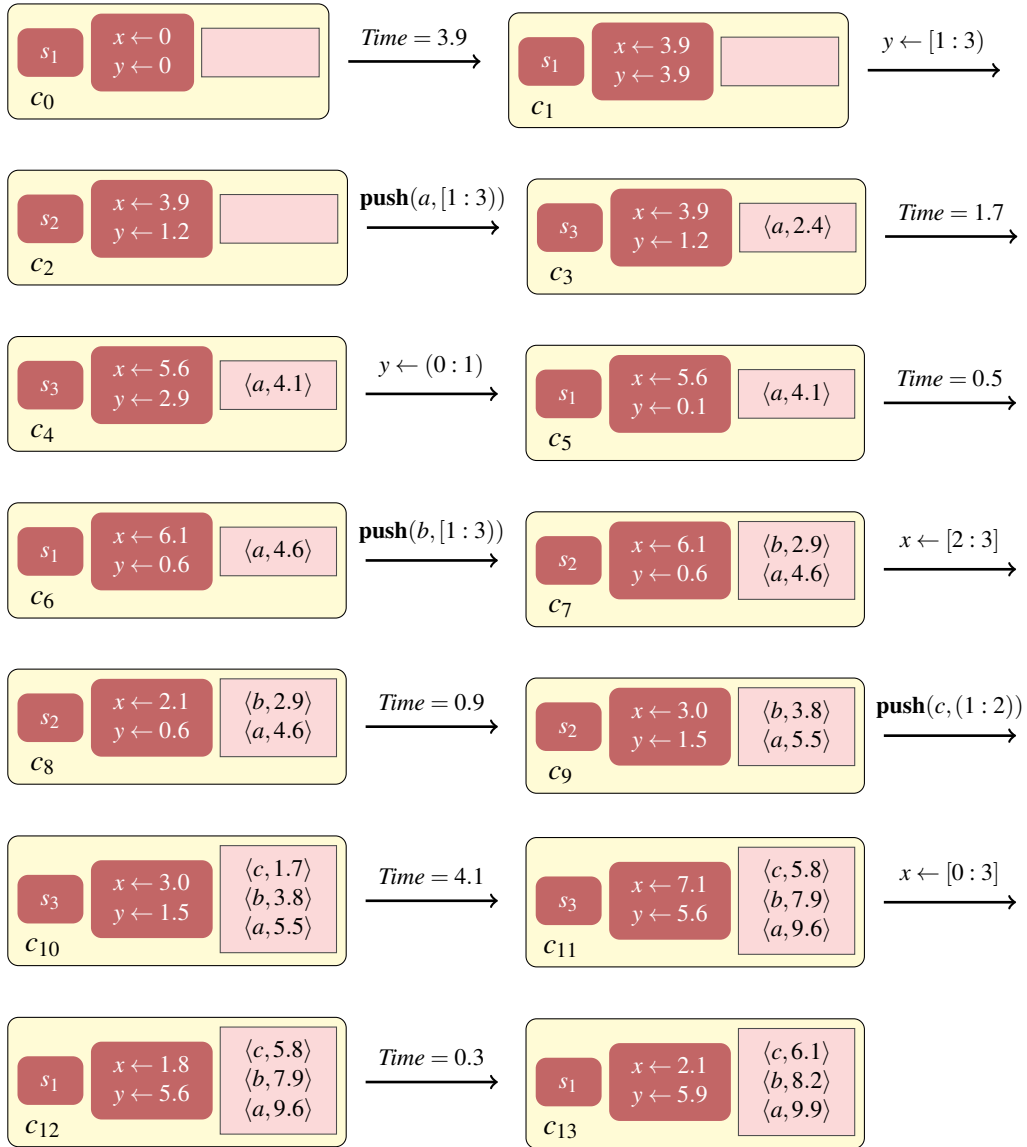 s₁ x ← 0 Time = 3.9 s₁ x ← 3.9 y ← [1 : 3)
y ← 0 y ← 3.9
c₀ c₁
s₂ x ← 3.9 push(a, [1 : 3)) s₃ x ← 3.9 ⟨a, 2.4⟩ Time = 1.7
y ← 1.2 y ← 1.2
c₂ c₃
s₃ x ← 5.6 ⟨a, 4.1⟩ y ← (0 : 1) s₁ x ← 5.6 ⟨a, 4.1⟩ Time = 0.5
y ← 2.9 y ← 0.1
c₄ c₅
s₁ x ← 6.1 ⟨a, 4.6⟩ push(b, [1 : 3)) s₂ x ← 6.1 ⟨b, 2.9⟩ x ← [2 : 3]
y ← 0.6 y ← 0.6 ⟨a, 4.6⟩
c₆ c₇
s₂ x ← 2.1 ⟨b, 2.9⟩ Time = 0.9 s₂ x ← 3.0 ⟨b, 3.8⟩ push(c, (1 : 2))
y ← 0.6 ⟨a, 4.6⟩ y ← 1.5 ⟨a, 5.5⟩
c₈ c₉
⟨c, 1.7⟩ ⟨c, 5.8⟩
s₃ x ← 3.0 ⟨b, 3.8⟩ Time = 4.1 s₃ x ← 7.1 ⟨b, 7.9⟩ x ← [0 : 3]
y ← 1.5 ⟨a, 5.5⟩ y ← 5.6 ⟨a, 9.6⟩
c₁₀ c₁₁
⟨c, 5.8⟩ ⟨c, 6.1⟩
s₁ x ← 1.8 ⟨b, 7.9⟩ Time = 0.3 s₁ x ← 2.1 ⟨b, 8.2⟩
y ← 5.6 ⟨a, 9.6⟩ y ← 5.9 ⟨a, 9.9⟩
c₁₂ c₁₃